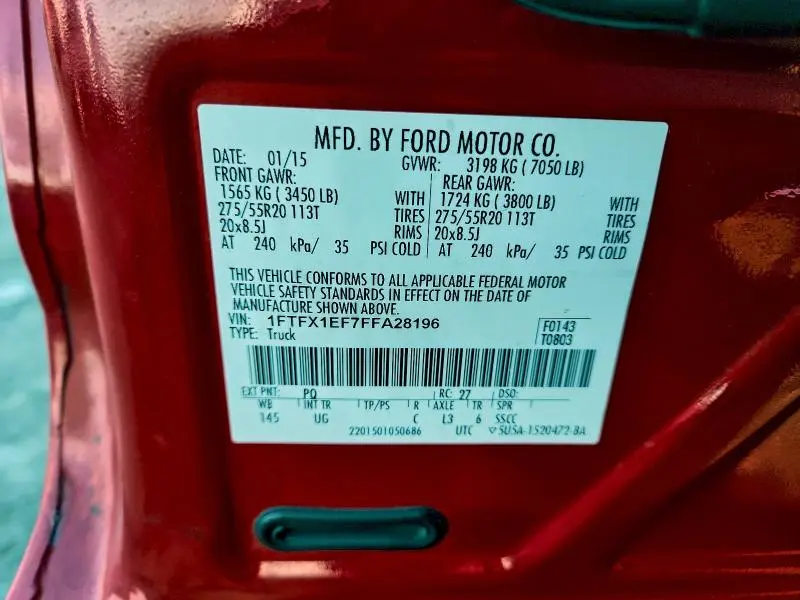 MFD. BY FORD MOTOR CO.
DATE: 01/15 GVWR: 3198 KG ( 7050 LB)
FRONT GAWR: REAR GAWR:
1565 KG ( 3450 LB) WITH 1724 KG ( 3800 LB) WITH
275/55R20 113T TIRES 275/55R20 113T TIRES
20x8.5J RIMS 20x8.5J RIMS
AT 240 kPa/ 35 PSI COLD AT 240 kPa/ 35 PSI COLD
THIS VEHICLE CONFORMS TO ALL APPLICABLE FEDERAL MOTOR
VEHICLE SAFETY STANDARDS IN EFFECT ON THE DATE OF
MANUFACTURE SHOWN ABOVE.
VIN: 1FTFX1EF7FFA28196 F0143
TYPE: Truck T0803
EXT PNT: PQ RC: 27 DSO:
WB INT TR TP/PS R AXLE TR SPR
145 UG C L3 6 SSCC
2201501050686 UTC ▽5U5A-1520472-BA